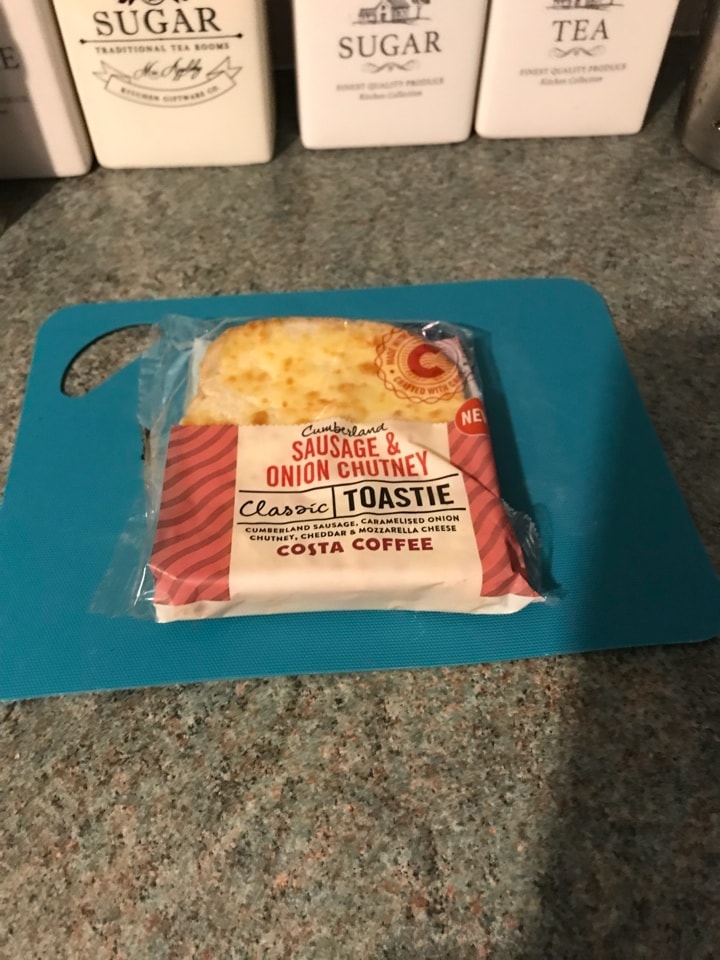 SUGAR
TRADITIONAL TEA ROOMS
KITCHEN GIFTWARE CO.
SUGAR
FINEST QUALITY PRODUCE
Kitchen Collection
TEA
FINEST QUALITY PRODUCE
Kitchen Collection
E
C
CRAFTED WITH
NE
Cumberland
SAUSAGE &
ONION CHUTNEY
Classic TOASTIE
CUMBERLAND SAUSAGE, CARAMELISED ONION
CHUTNEY, CHEDDAR & MOZZARELLA CHEESE
COSTA COFFEE